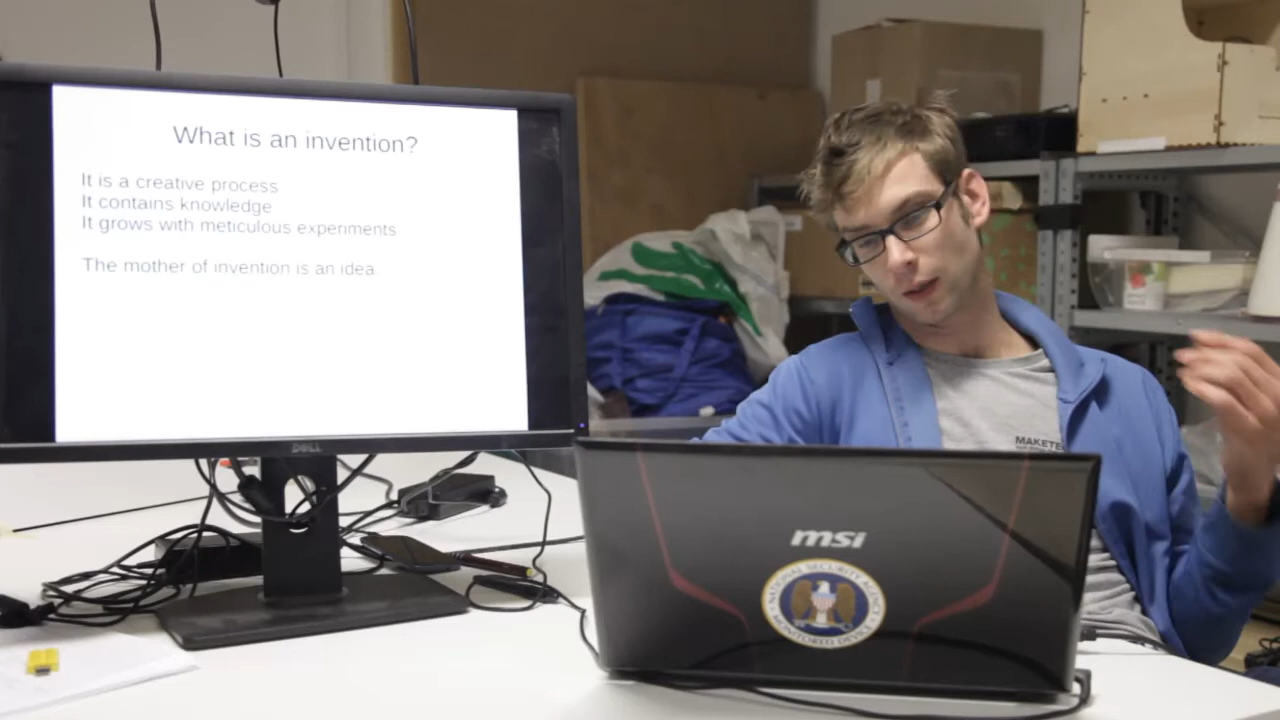 What is an invention?
It is a creative process
It contains knowledge
It grows with meticulous experiments
The mother of invention is an idea.
DELL
MAKETE
msi
NATIONAL SECURITY AGENCY
MONITORED DEVICE